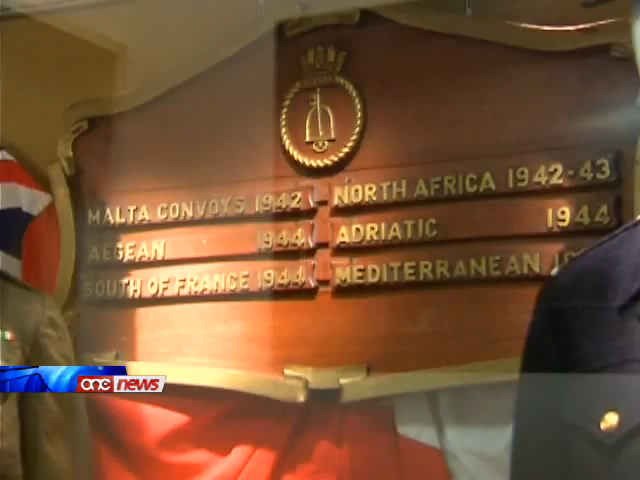 MALTA CONVOYS 1942
NORTH AFRICA 1942-43
AEGEAN 1944
ADRIATIC 1944
SOUTH OF FRANCE 1944
MEDITERRANEAN
one news